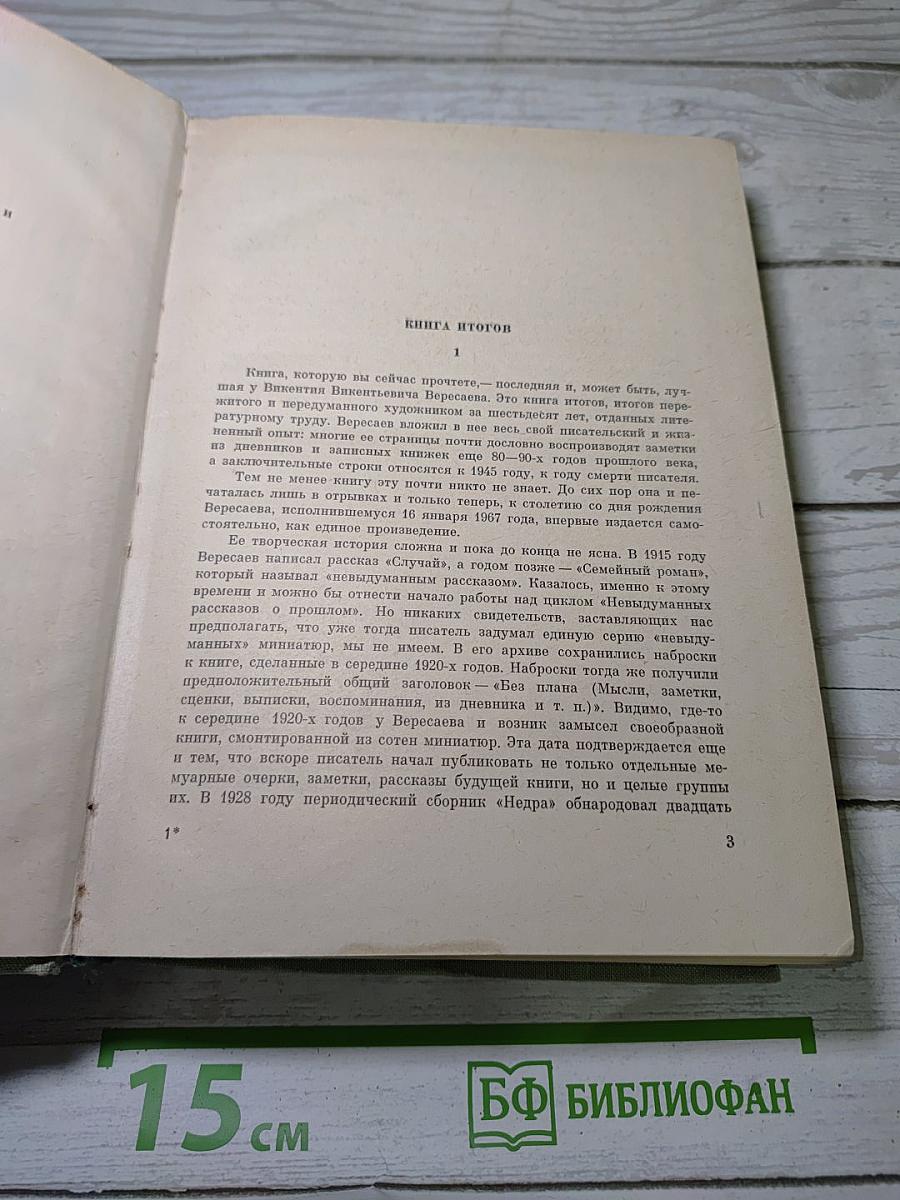 и
КНИГА ИТОГОВ
1
Книга, которую вы сейчас прочтете,— последняя и, может быть, луч-
шая у Викентия Викентьевича Вересаева. Это книга итогов, итогов пере-
житого и передуманного художником за шестьдесят лет, отданных лите-
ратурному труду. Вересаев вложил в нее весь свой писательский и жиз-
ненный опыт: многие ее страницы почти дословно воспроизводят заметки
из дневников и записных книжек еще 80—90-х годов прошлого века,
а заключительные строки относятся к 1945 году, к году смерти писателя.
Тем не менее книгу эту почти никто не знает. До сих пор она и пе-
чаталась лишь в отрывках и только теперь, к столетию со дня рождения
Вересаева, исполнившемуся 16 января 1967 года, впервые издается само-
стоятельно, как единое произведение.
Ее творческая история сложна и пока до конца не ясна. В 1915 году
Вересаев написал рассказ «Случай», а годом позже — «Семейный роман»,
который называл «невыдуманным рассказом». Казалось, именно к этому
времени и можно бы отнести начало работы над циклом «Невыдуманных
рассказов о прошлом». Но никаких свидетельств, заставляющих нас
предполагать, что уже тогда писатель задумал единую серию «невыду-
манных» миниатюр, мы не имеем. В его архиве сохранились наброски
к книге, сделанные в середине 1920-х годов. Наброски тогда же получили
предположительный общий заголовок — «Без плана (Мысли, заметки,
сценки, выписки, воспоминания, из дневника и т. п.)». Видимо, где-то
к середине 1920-х годов у Вересаева и возник замысел своеобразной
книги, смонтированной из сотен миниатюр. Эта дата подтверждается еще
и тем, что вскоре писатель начал публиковать не только отдельные ме-
муарные очерки, заметки, рассказы будущей книги, но и целые группы
их. В 1928 году периодический сборник «Недра» обнародовал двадцать
1*
3
15 см
БФ БИБЛИОФАН